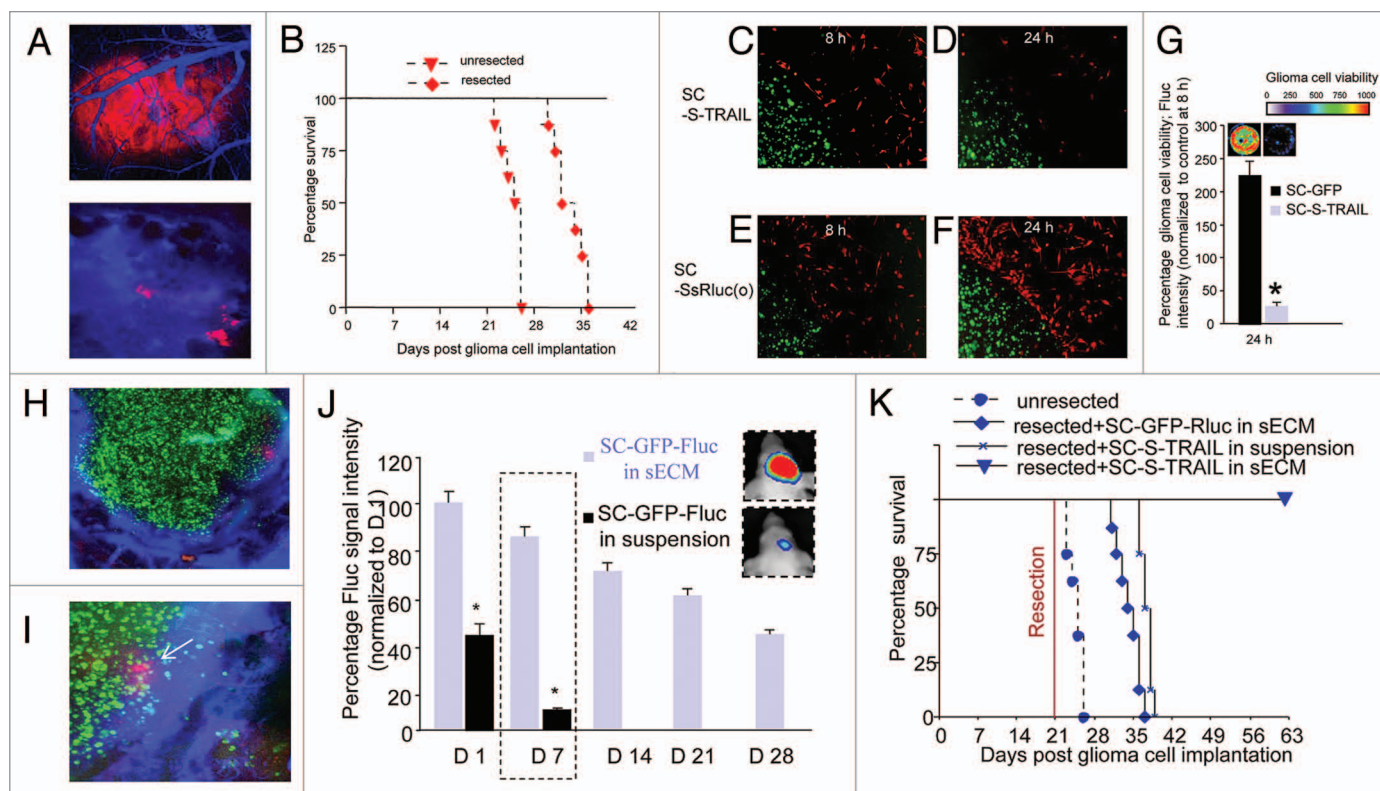 A
B
125
100
75
50
25
0
Percentage survival
unresected
resected
0 7 14 21 28 35 42
Days post glioma cell implantation
C
8 h
D
24 h
SC
-S-TRAIL
E
8 h
F
24 h
SC
-SsRluc(o)
G
Glioma cell viability
0 250 500 750 1000
Percentage glioma cell viability; Fluc
intensity (normalized to control at 8 h)
300
250
200
150
100
50
0
SC-GFP
SC-S-TRAIL
*
24 h
H
I
J
Percentage Fluc signal intensity
(normalized to D 1)
120
100
80
60
40
20
0
SC-GFP-Fluc
in sECM
SC-GFP-Fluc
in suspension
*
*
D 1 D 7 D 14 D 21 D 28
K
unresected
resected+SC-GFP-Rluc in sECM
resected+SC-S-TRAIL in suspension
resected+SC-S-TRAIL in sECM
Percentage survival
75
50
25
0
Resection
0 7 14 21 28 35 42 49 56 63
Days post glioma cell implantation